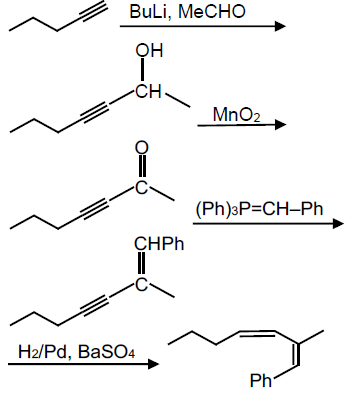 BuLi, MeCHO
OH
CH
MnO2
O
C
(Ph)3P=CH–Ph
CHPh
C
H2/Pd, BaSO4
Ph